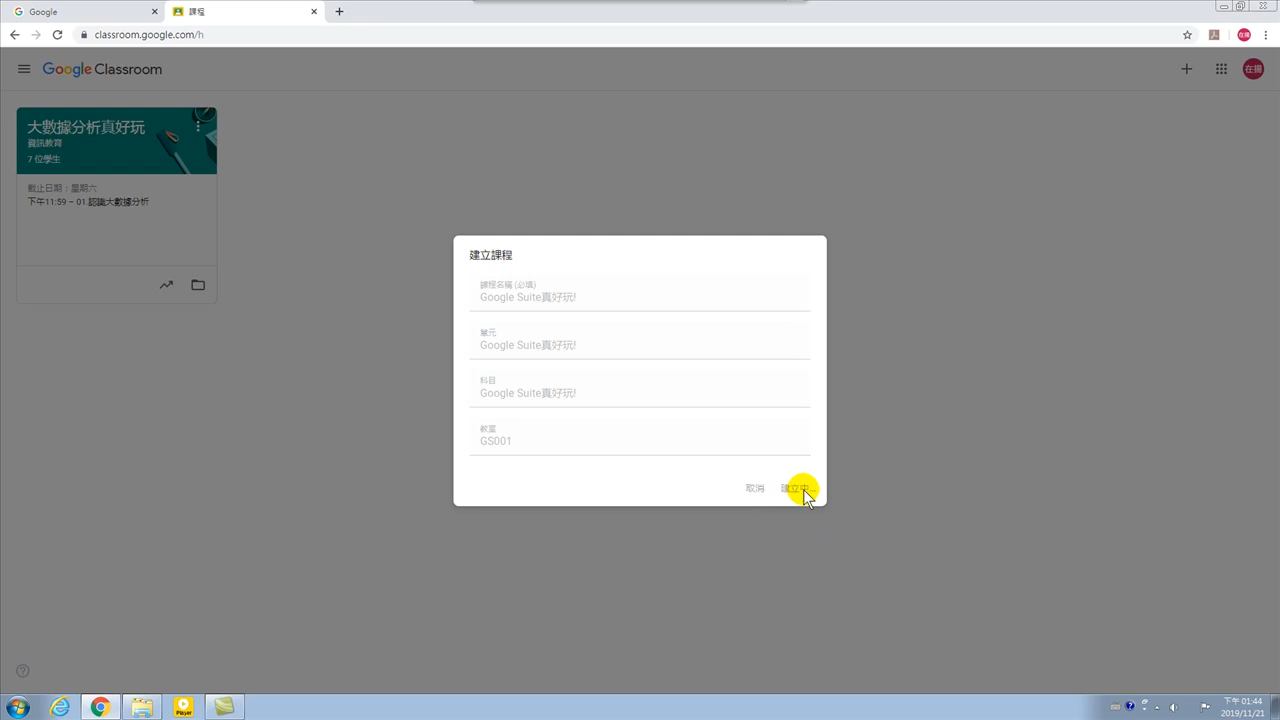 Google
課程
classroom.google.com/h
在揚
Google Classroom
在揚
大數據分析真好玩
資訊教育
7 位學生
截止日期：星期六
下午11:59 – 01.認識大數據分析
建立課程
課程名稱 (必填)
Google Suite真好玩!
單元
Google Suite真好玩!
科目
Google Suite真好玩!
教室
GS001
取消
建立中...
Player
下午 01:44
2019/11/21